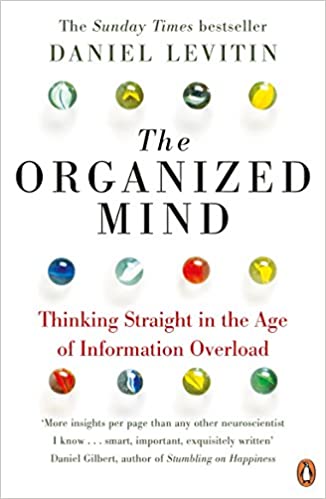 The Sunday Times bestseller
DANIEL LEVITIN
The
ORGANIZED
MIND
Thinking Straight in the Age
of Information Overload
‘More insights per page than any other neuroscientist
I know . . . smart, important, exquisitely written’
Daniel Gilbert, author of Stumbling on Happiness